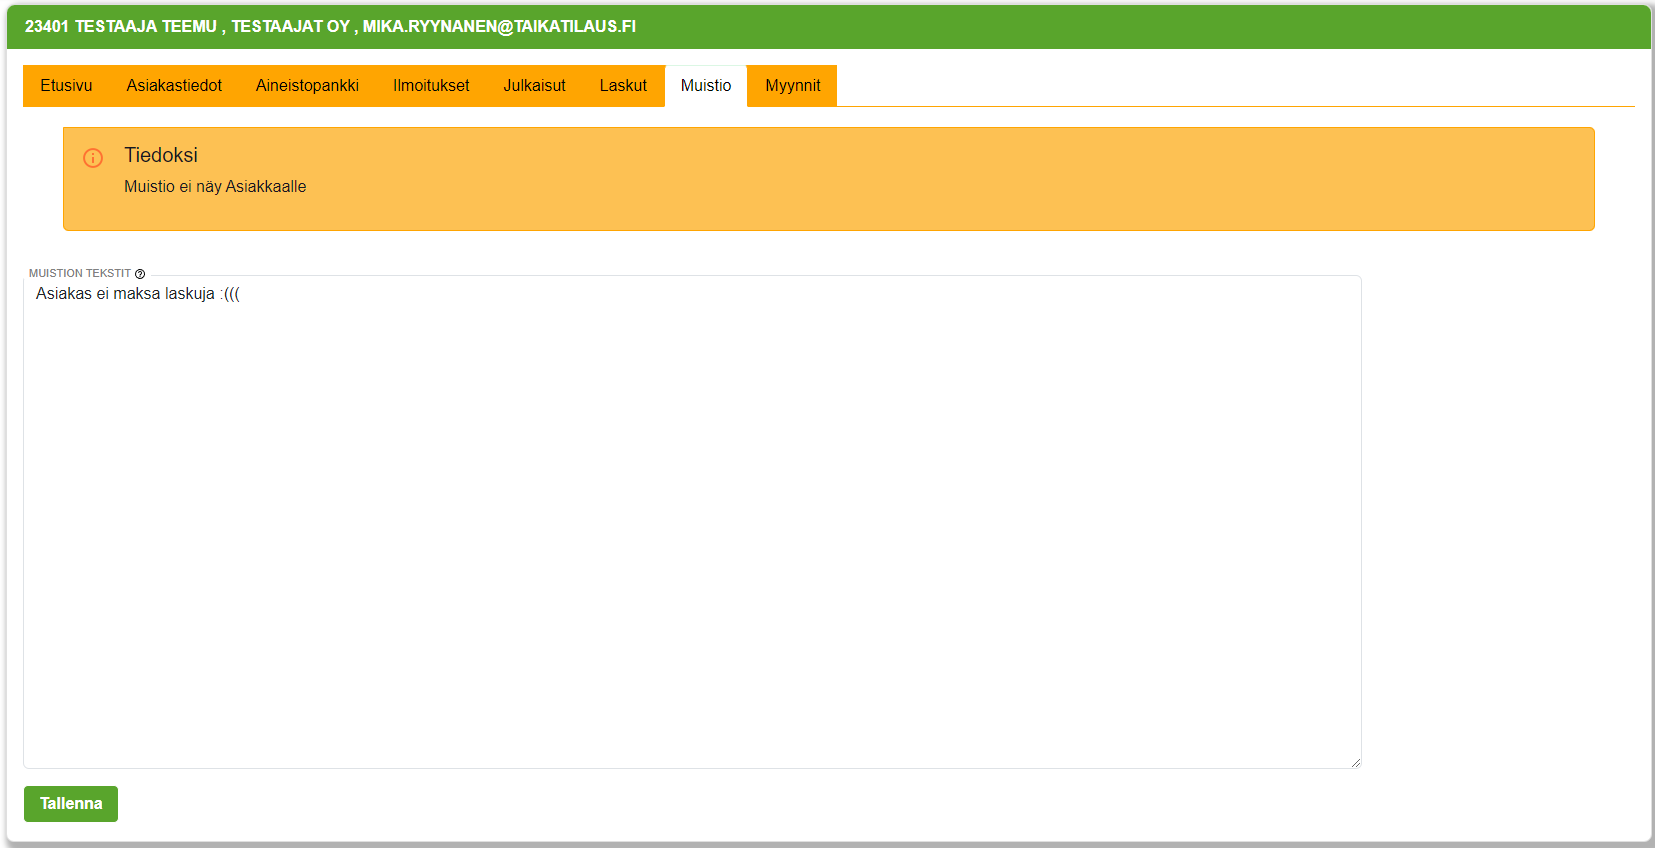 23401 TESTAAJA TEEMU , TESTAAJAT OY , MIKA.RYYNANEN@TAIKATILAUS.FI
Etusivu Asiakastiedot Aineistopankki Ilmoitukset Julkaisut Laskut Muistio Myynnit
Tiedoksi
Muistio ei näy Asiakkaalle
MUISTION TEKSTIT
Asiakas ei maksa laskuja :(((
Tallenna